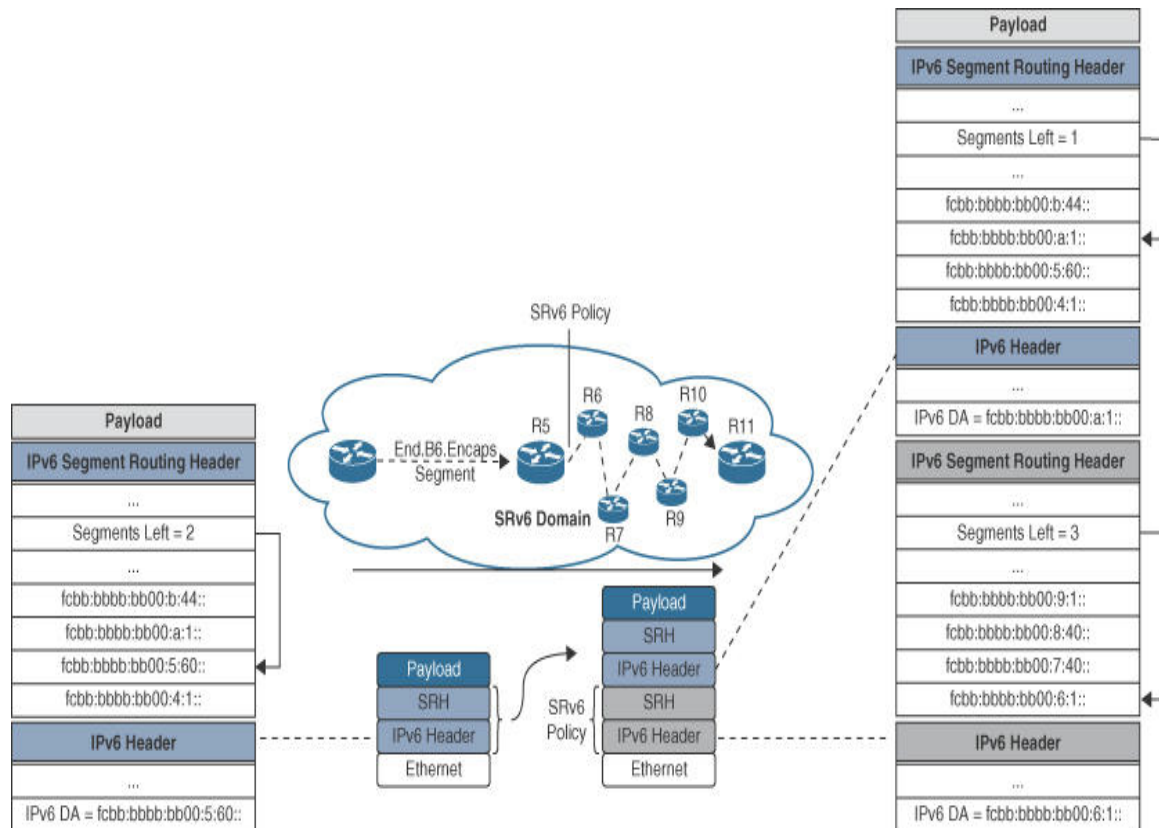 Payload
IPv6 Segment Routing Header
...
Segments Left = 2
...
fcbb:bbbb:bb00:b:44::
fcbb:bbbb:bb00:a:1::
fcbb:bbbb:bb00:5:60::
fcbb:bbbb:bb00:4:1::
IPv6 Header
...
IPv6 DA = fcbb:bbbb:bb00:5:60::
SRv6 Policy
R6
R10
R5
R8
R11
End.B6.Encaps
Segment
SRv6 Domain
R9
R7
Payload
SRH
IPv6 Header
Ethernet
SRv6
Policy
Payload
SRH
IPv6 Header
SRH
IPv6 Header
Ethernet
Payload
IPv6 Segment Routing Header
...
Segments Left = 1
...
fcbb:bbbb:bb00:b:44::
fcbb:bbbb:bb00:a:1::
fcbb:bbbb:bb00:5:60::
fcbb:bbbb:bb00:4:1::
IPv6 Header
...
IPv6 DA = fcbb:bbbb:bb00:a:1::
IPv6 Segment Routing Header
...
Segments Left = 3
...
fcbb:bbbb:bb00:9:1::
fcbb:bbbb:bb00:8:40::
fcbb:bbbb:bb00:7:40::
fcbb:bbbb:bb00:6:1::
IPv6 Header
...
IPv6 DA = fcbb:bbbb:bb00:6:1::